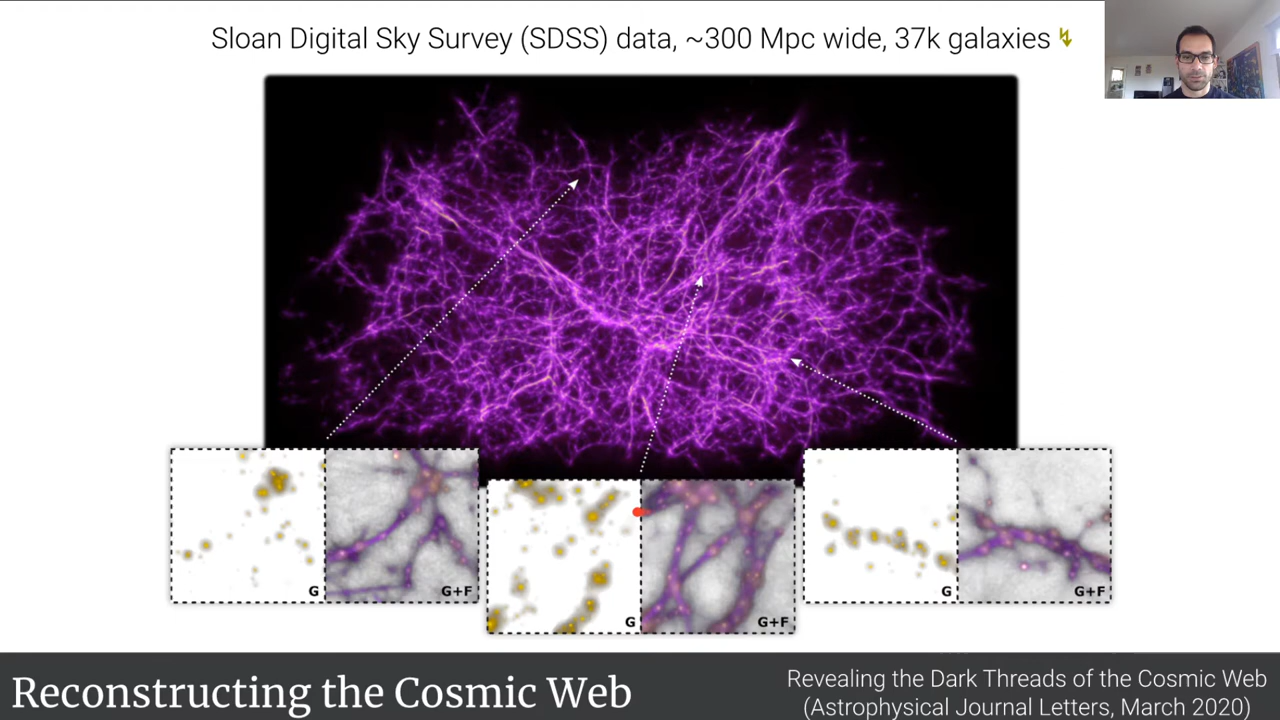 Sloan Digital Sky Survey (SDSS) data, ~300 Mpc wide, 37k galaxies
G
G+F
G
G+F
G
G+F
Reconstructing the Cosmic Web
Revealing the Dark Threads of the Cosmic Web
(Astrophysical Journal Letters, March 2020)